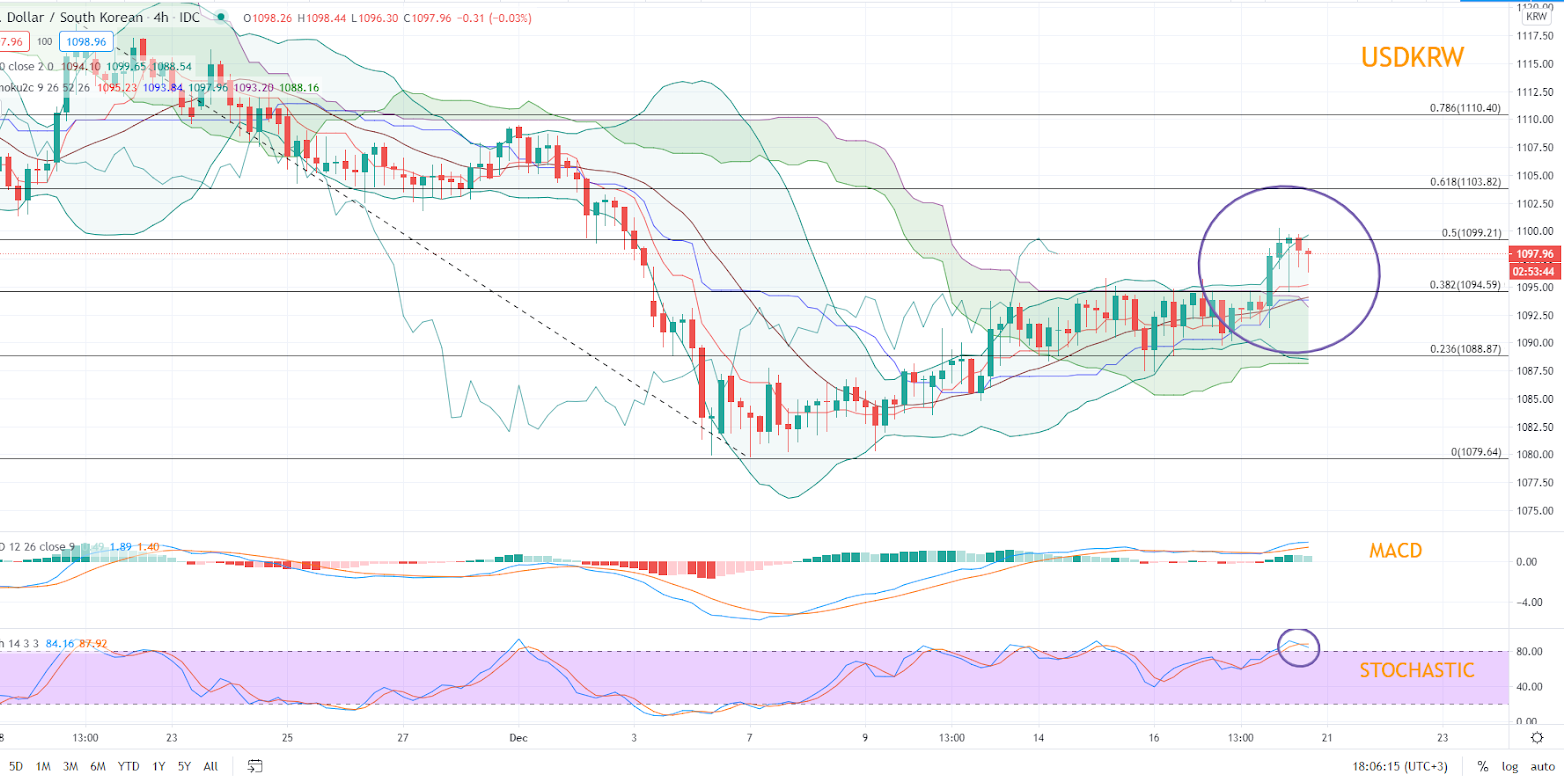 . Dollar / South Korean · 4h · IDC O1098.26 H1098.44 L1096.30 C1097.96 −0.31 (−0.03%)
7.96 100 1098.96
0 close 2 0 1094.10 1099.65 1088.54
moku2c 9 26 52 26 1095.23 1093.84 1097.96 1093.20 1088.16
USDKRW
0.786(1110.40)
0.618(1103.82)
0.5(1099.21)
0.382(1094.59)
0.236(1088.87)
0(1079.64)
1120.00
KRW
1117.50
1115.00
1112.50
1110.00
1107.50
1105.00
1102.50
1100.00
1097.96
02:53:44
1095.00
1092.50
1090.00
1087.50
1085.00
1082.50
1080.00
1077.50
1075.00
D 12 26 close 9 1.89 1.40
MACD
0.00
−4.00
h 14 3 3 84.16 87.92
STOCHASTIC
80.00
40.00
0.00
8 13:00 23 25 27 Dec 3 7 9 13:00 14 16 13:00 21 23
5D 1M 3M 6M YTD 1Y 5Y All
18:06:15 (UTC+3) % log auto